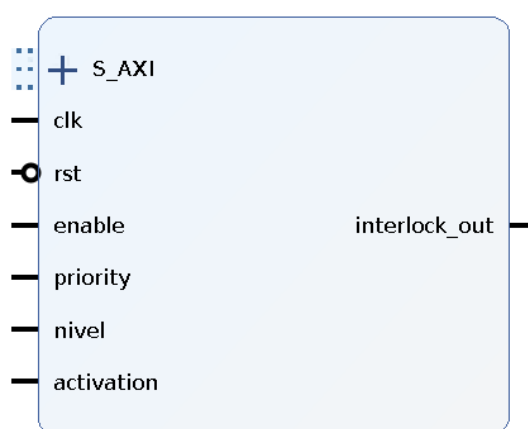 S_AXI
clk
rst
enable
interlock_out
priority
nivel
activation